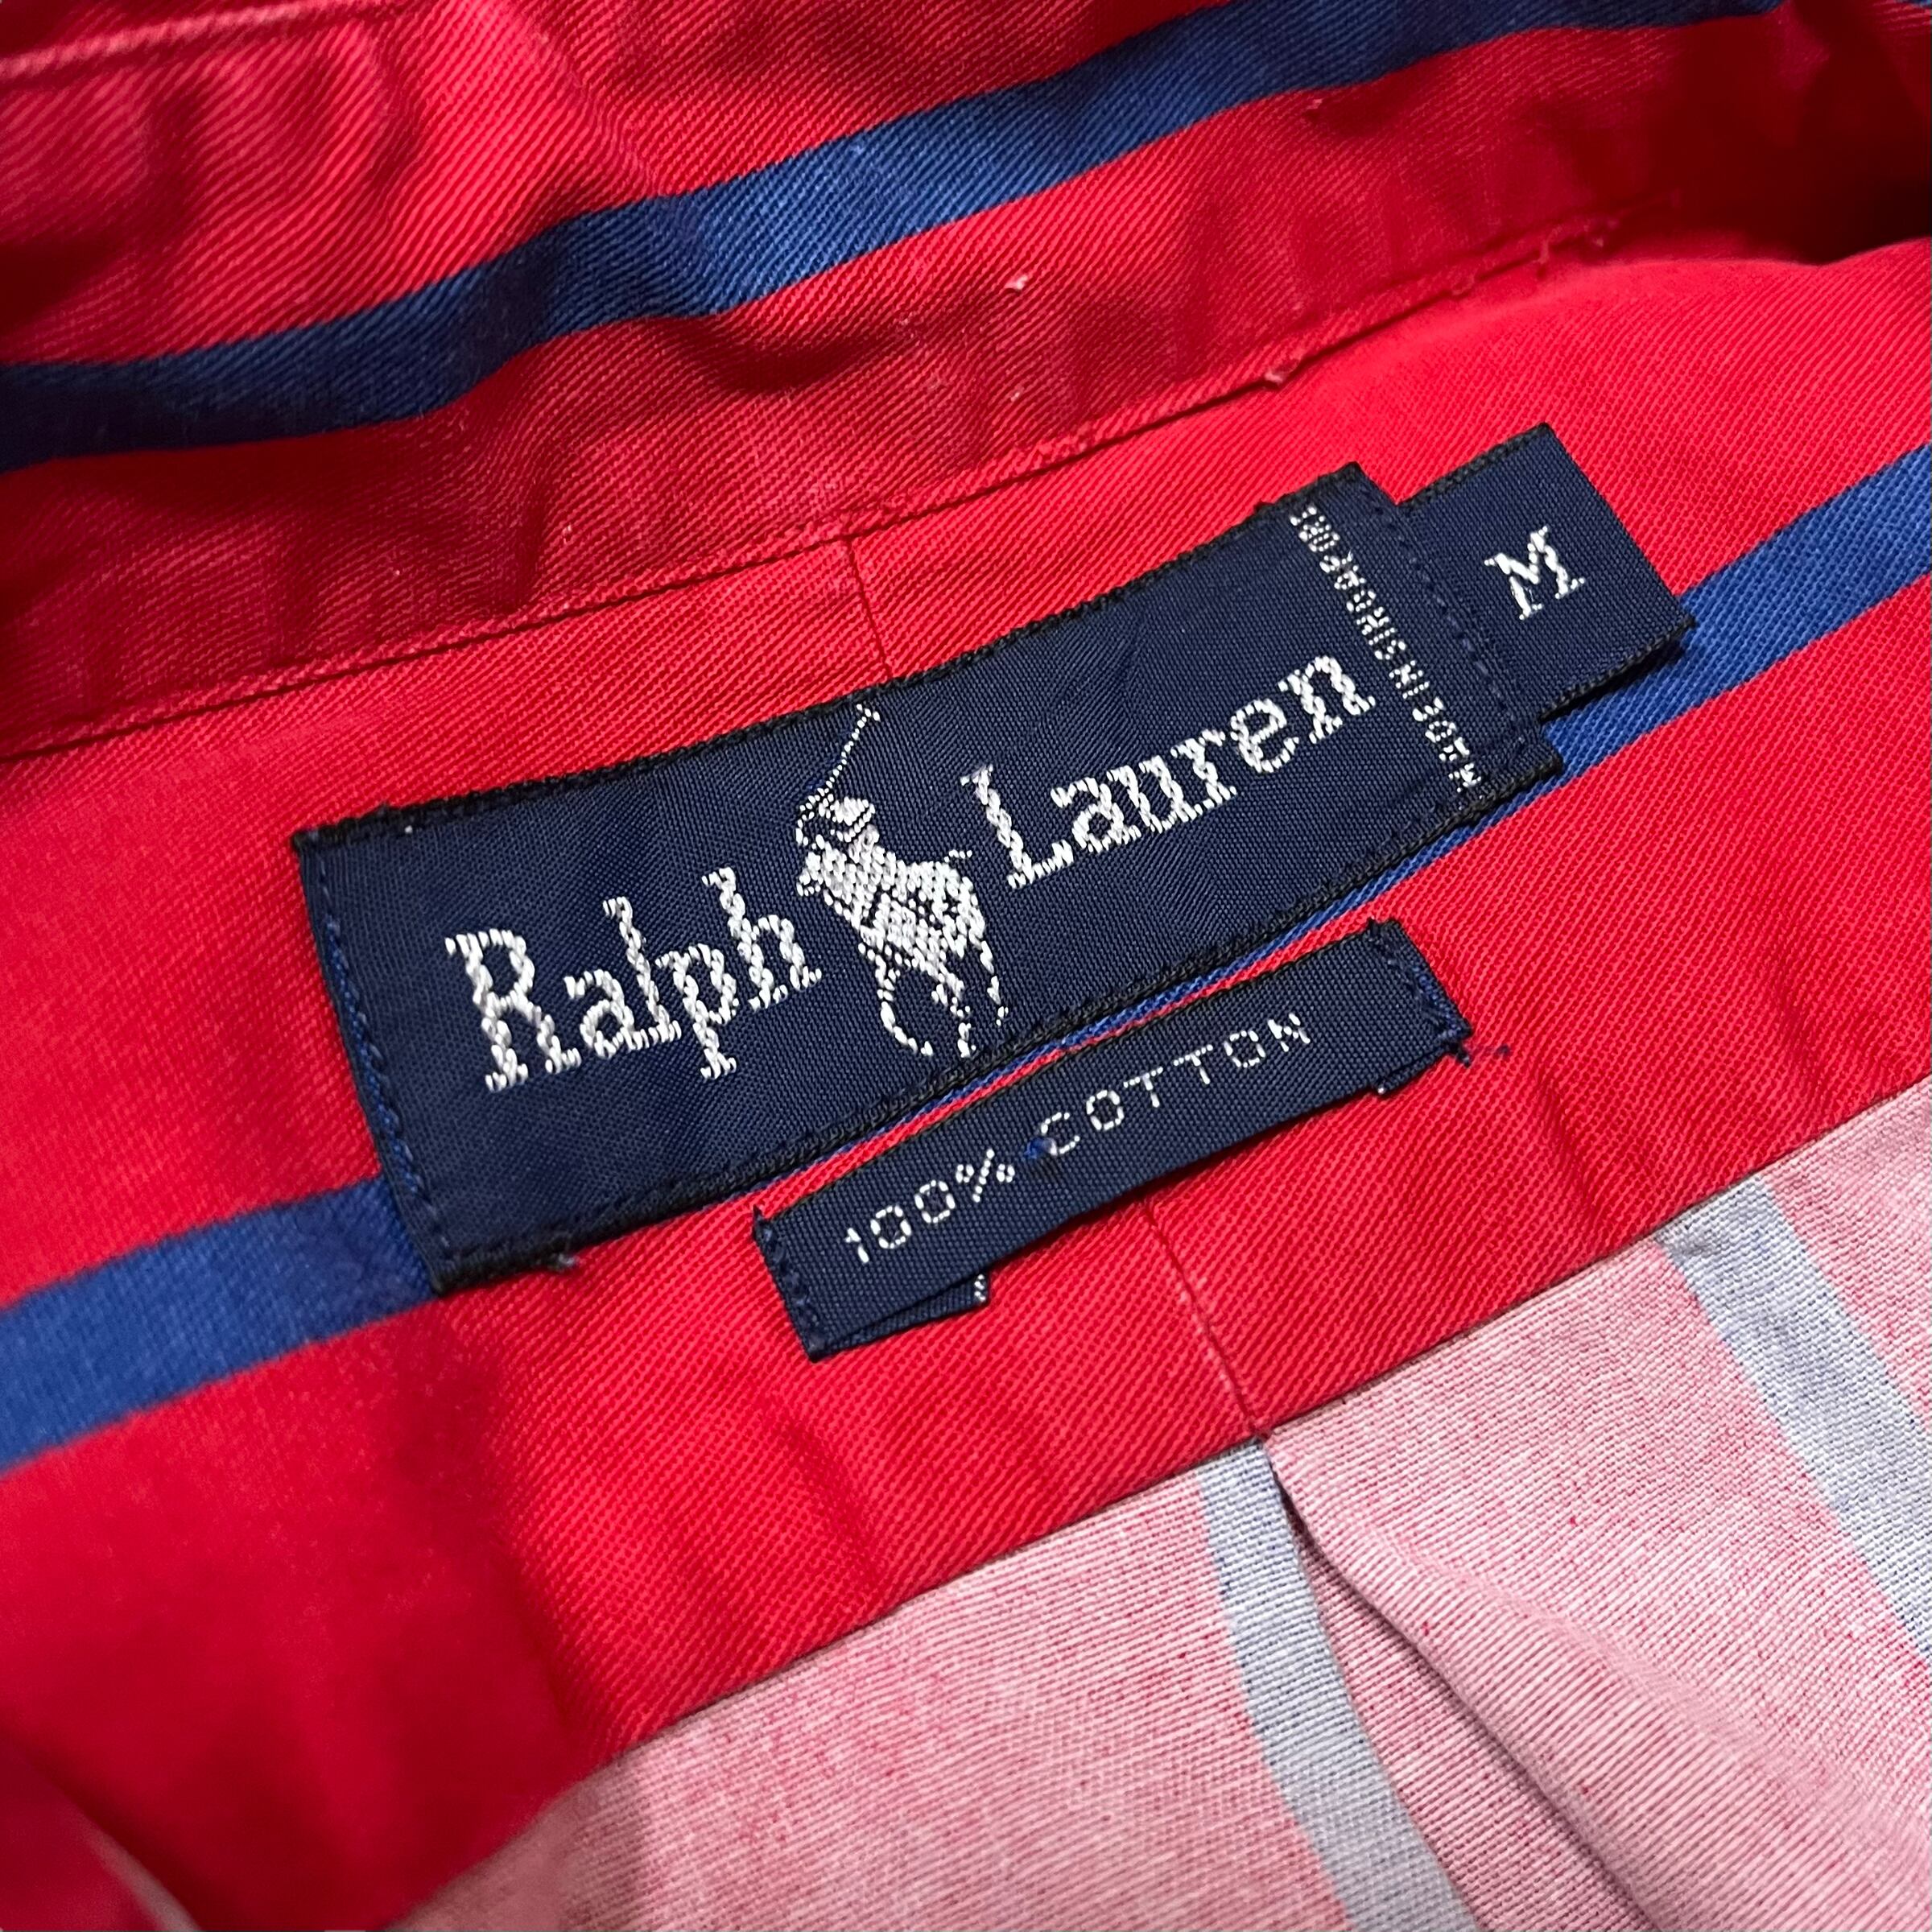 Ralph Lauren
MADE IN SINGAPORE
M
100% COTTON